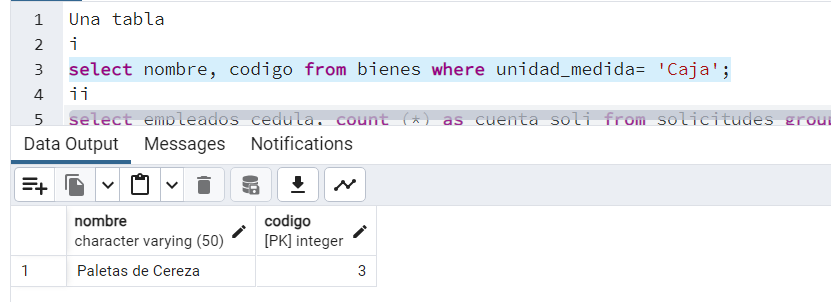 1 Una tabla
2 i
3 select nombre, codigo from bienes where unidad_medida= 'Caja';
4 ii
5 select empleados_cedula, count (*) as cuenta_soli from solicitudes grou
Data Output Messages Notifications
nombre codigo
character varying (50) [PK] integer
1 Paletas de Cereza 3